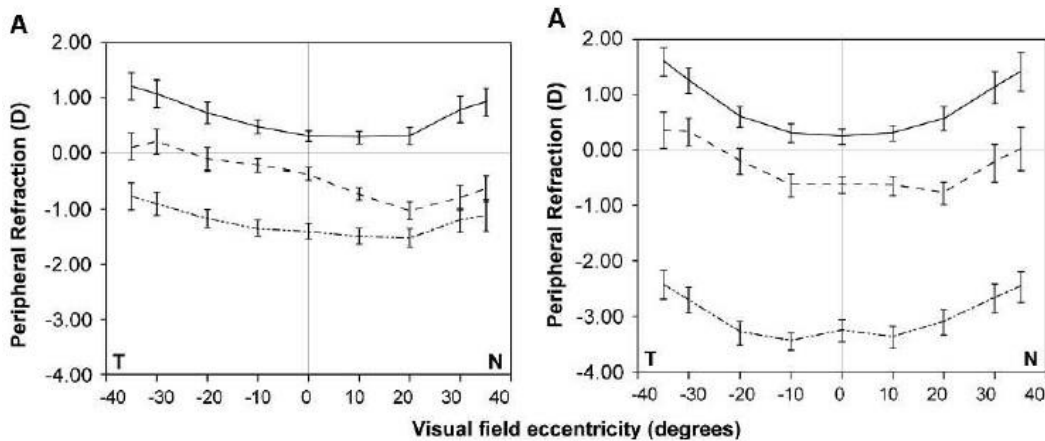 A
Peripheral Refraction (D)
2.00
1.00
0.00
-1.00
-2.00
-3.00
-4.00
T
N
-40 -30 -20 -10 0 10 20 30 40
A
Peripheral Refraction (D)
2.00
1.00
0.00
-1.00
-2.00
-3.00
-4.00
T
N
-40 -30 -20 -10 0 10 20 30 40
Visual field eccentricity (degrees)